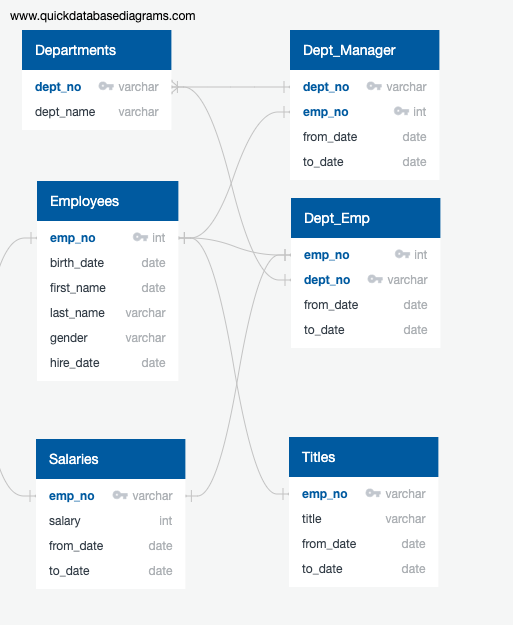 www.quickdatabasediagrams.com
Departments
dept_no varchar
dept_name varchar
Dept_Manager
dept_no varchar
emp_no int
from_date date
to_date date
Employees
emp_no int
birth_date date
first_name date
last_name varchar
gender varchar
hire_date date
Dept_Emp
emp_no int
dept_no varchar
from_date date
to_date date
Salaries
emp_no varchar
salary int
from_date date
to_date date
Titles
emp_no varchar
title varchar
from_date date
to_date date